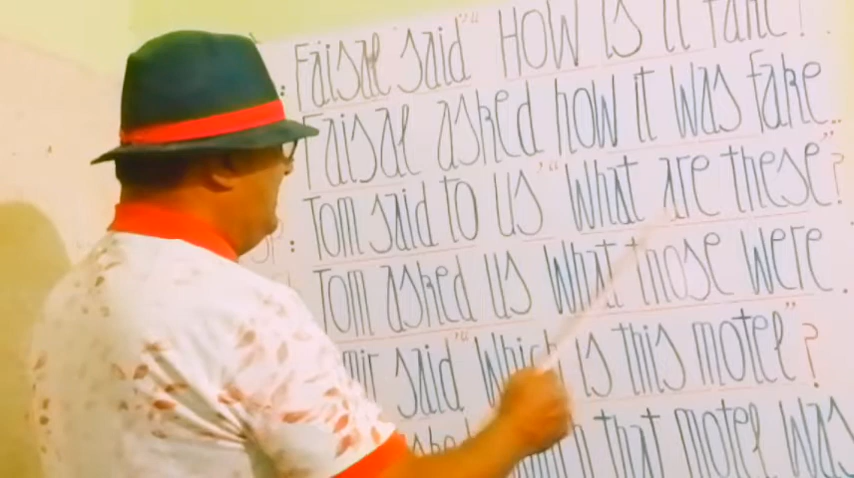 : Faisal said "How is it fake?
Faisal asked how it was fake..
Tom said to us "What are these"?
: Tom asked us what those were.
said "Which is this motel"?
that motel was